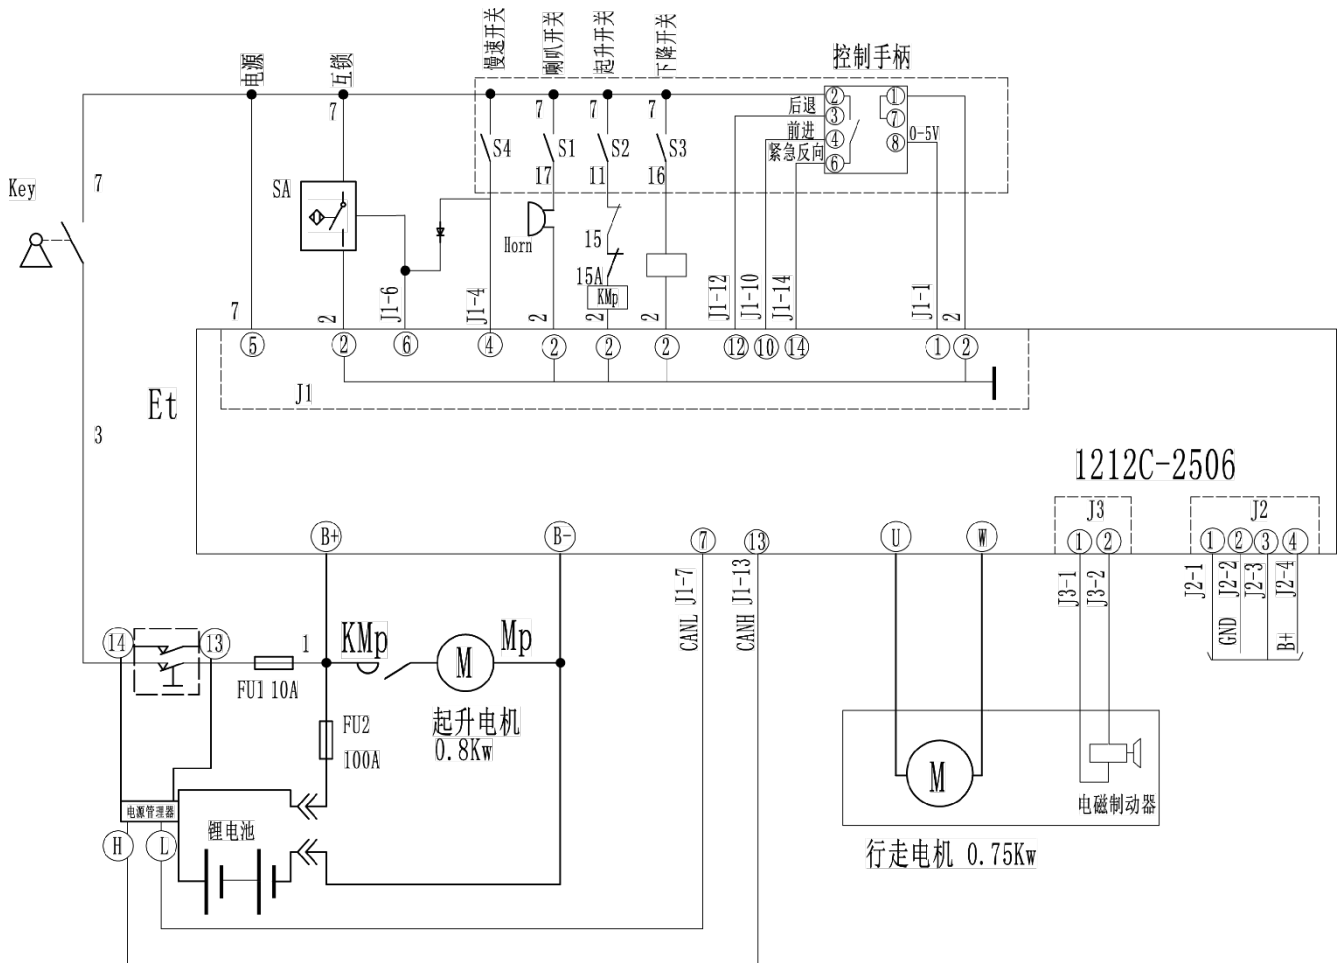 慢速开关
喇叭开关
起升开关
下降开关
控制手柄
电源
互锁
7
7
7
7
7
后退
前进
紧急反向
2
3
4
6
1
7
8
0-5V
S4
S1
S2
S3
17
11
16
Key
7
SA
Horn
15
15A
KMp
7
2
J1-6
J1-4
2
2
2
J1-12
J1-10
J1-14
J1-1
2
5
2
6
4
2
2
2
12
10
14
1
2
J1
Et
3
1212C-2506
B+
B-
7
13
U
W
J3
1
2
J2
1
2
3
4
CANL J1-7
CANH J1-13
J3-1
J3-2
J2-1
GND J2-2
J2-3
B+ J2-4
14
13
1
FU1 10A
KMp
M
Mp
起升电机
0.8Kw
FU2
100A
电源管理器
H
L
锂电池
M
电磁制动器
行走电机 0.75Kw